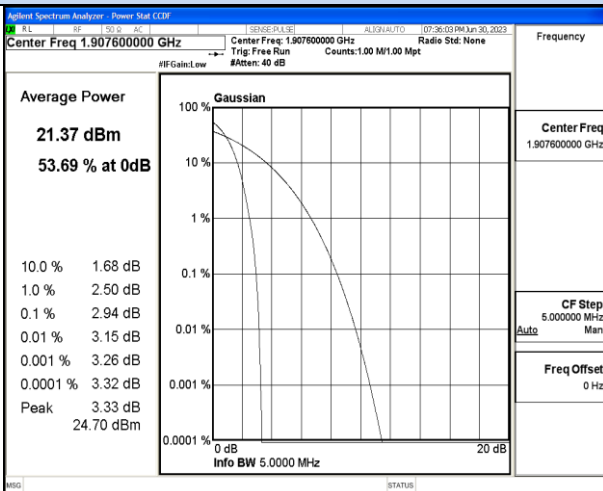 Agilent Spectrum Analyzer - Power Stat CCDF
RL RF 50 Ω AC SENSE:PULSE ALIGN AUTO 07:36:03 PM Jun 30, 2023
Center Freq 1.907600000 GHz
Center Freq: 1.907600000 GHz Radio Std: None
Trig: Free Run Counts:1.00 M/1.00 Mpt
#IFGain:Low #Atten: 40 dB
Frequency
Average Power
21.37 dBm
53.69 % at 0dB
10.0 % 1.68 dB
1.0 % 2.50 dB
0.1 % 2.94 dB
0.01 % 3.15 dB
0.001 % 3.26 dB
0.0001 % 3.32 dB
Peak 3.33 dB
24.70 dBm
Gaussian
100 %
10 %
1 %
0.1 %
0.01 %
0.001 %
0.0001 %
0 dB 20 dB
Info BW 5.0000 MHz
Center Freq
1.907600000 GHz
CF Step
5.000000 MHz
Auto Man
Freq Offset
0 Hz
MSG STATUS